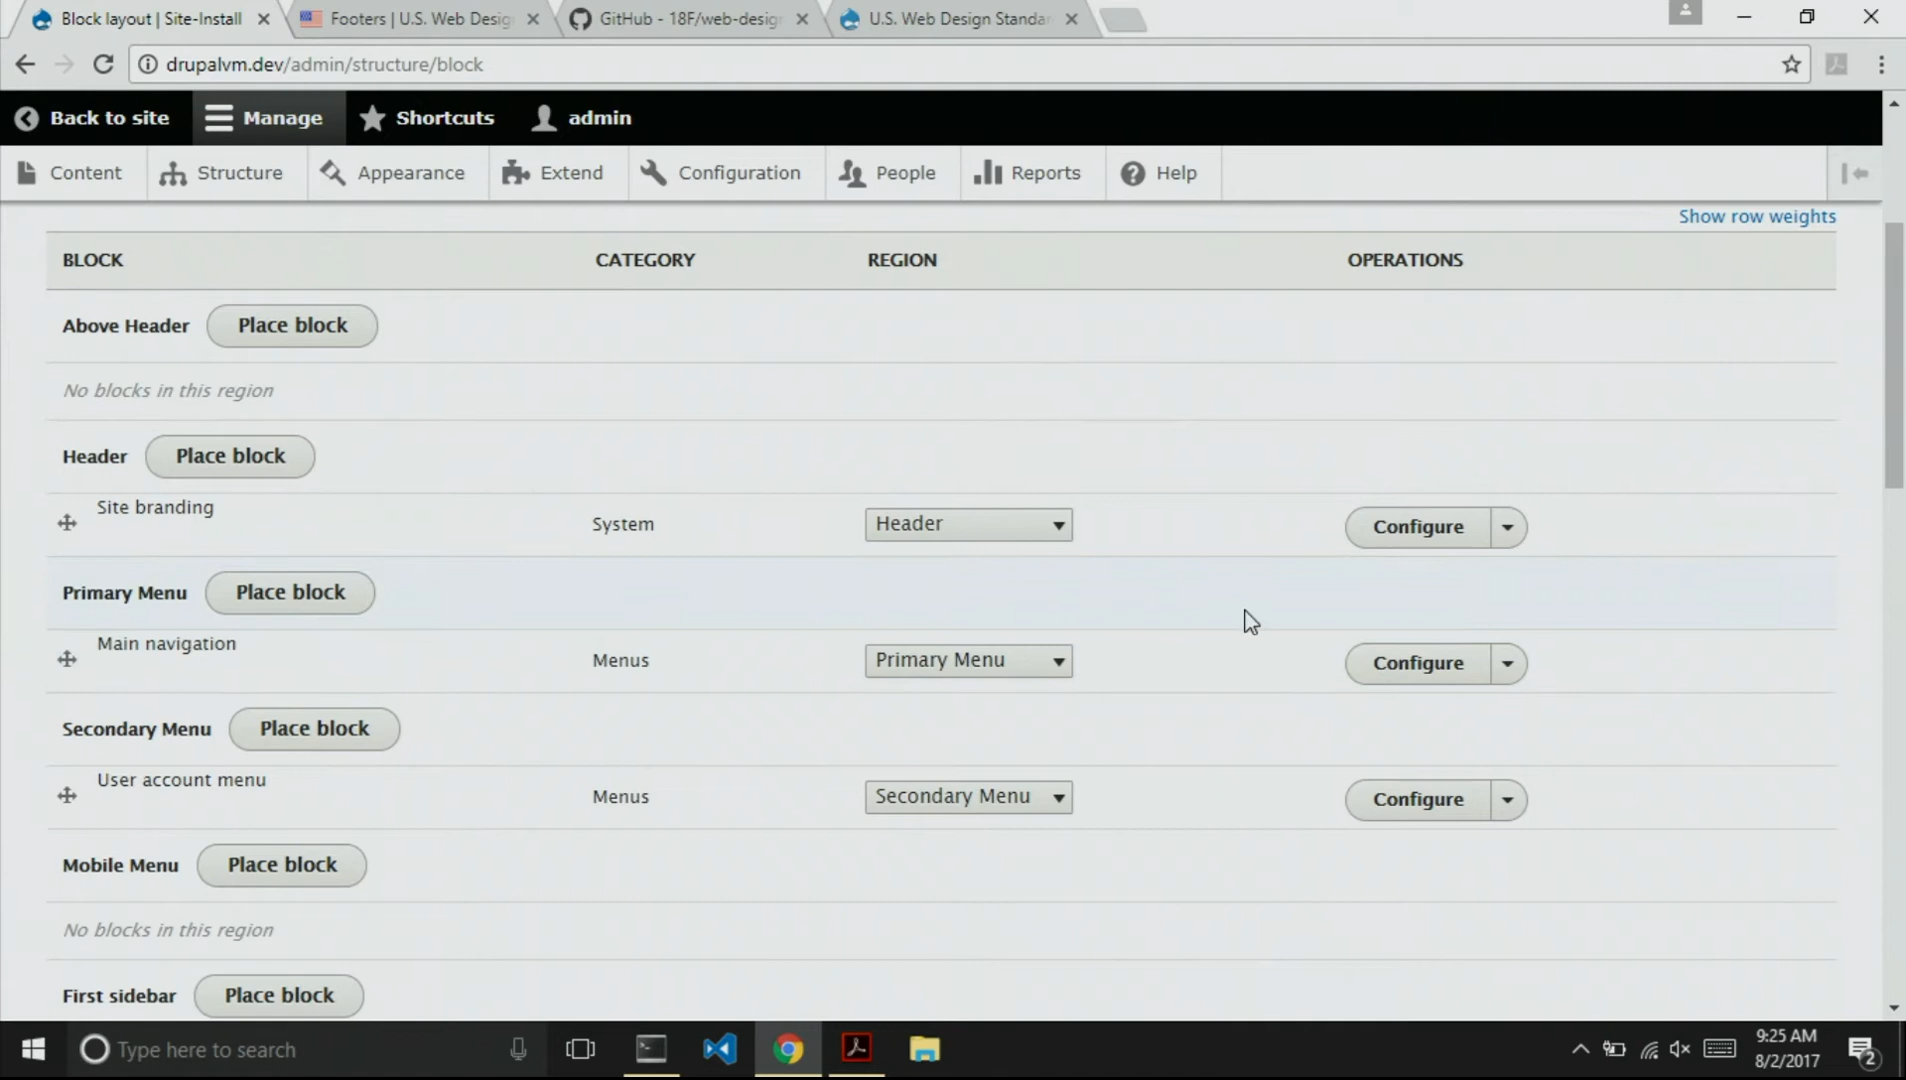 Block layout | Site-Install
Footers | U.S. Web Desig
GitHub - 18F/web-desig
U.S. Web Design Standar
drupalvm.dev/admin/structure/block
Back to site
Manage
Shortcuts
admin
Content
Structure
Appearance
Extend
Configuration
People
Reports
Help
Show row weights
BLOCK CATEGORY REGION OPERATIONS
Above Header Place block
No blocks in this region
Header Place block
Site branding System Header Configure
Primary Menu Place block
Main navigation Menus Primary Menu Configure
Secondary Menu Place block
User account menu Menus Secondary Menu Configure
Mobile Menu Place block
No blocks in this region
First sidebar Place block
Type here to search
9:25 AM
8/2/2017
2